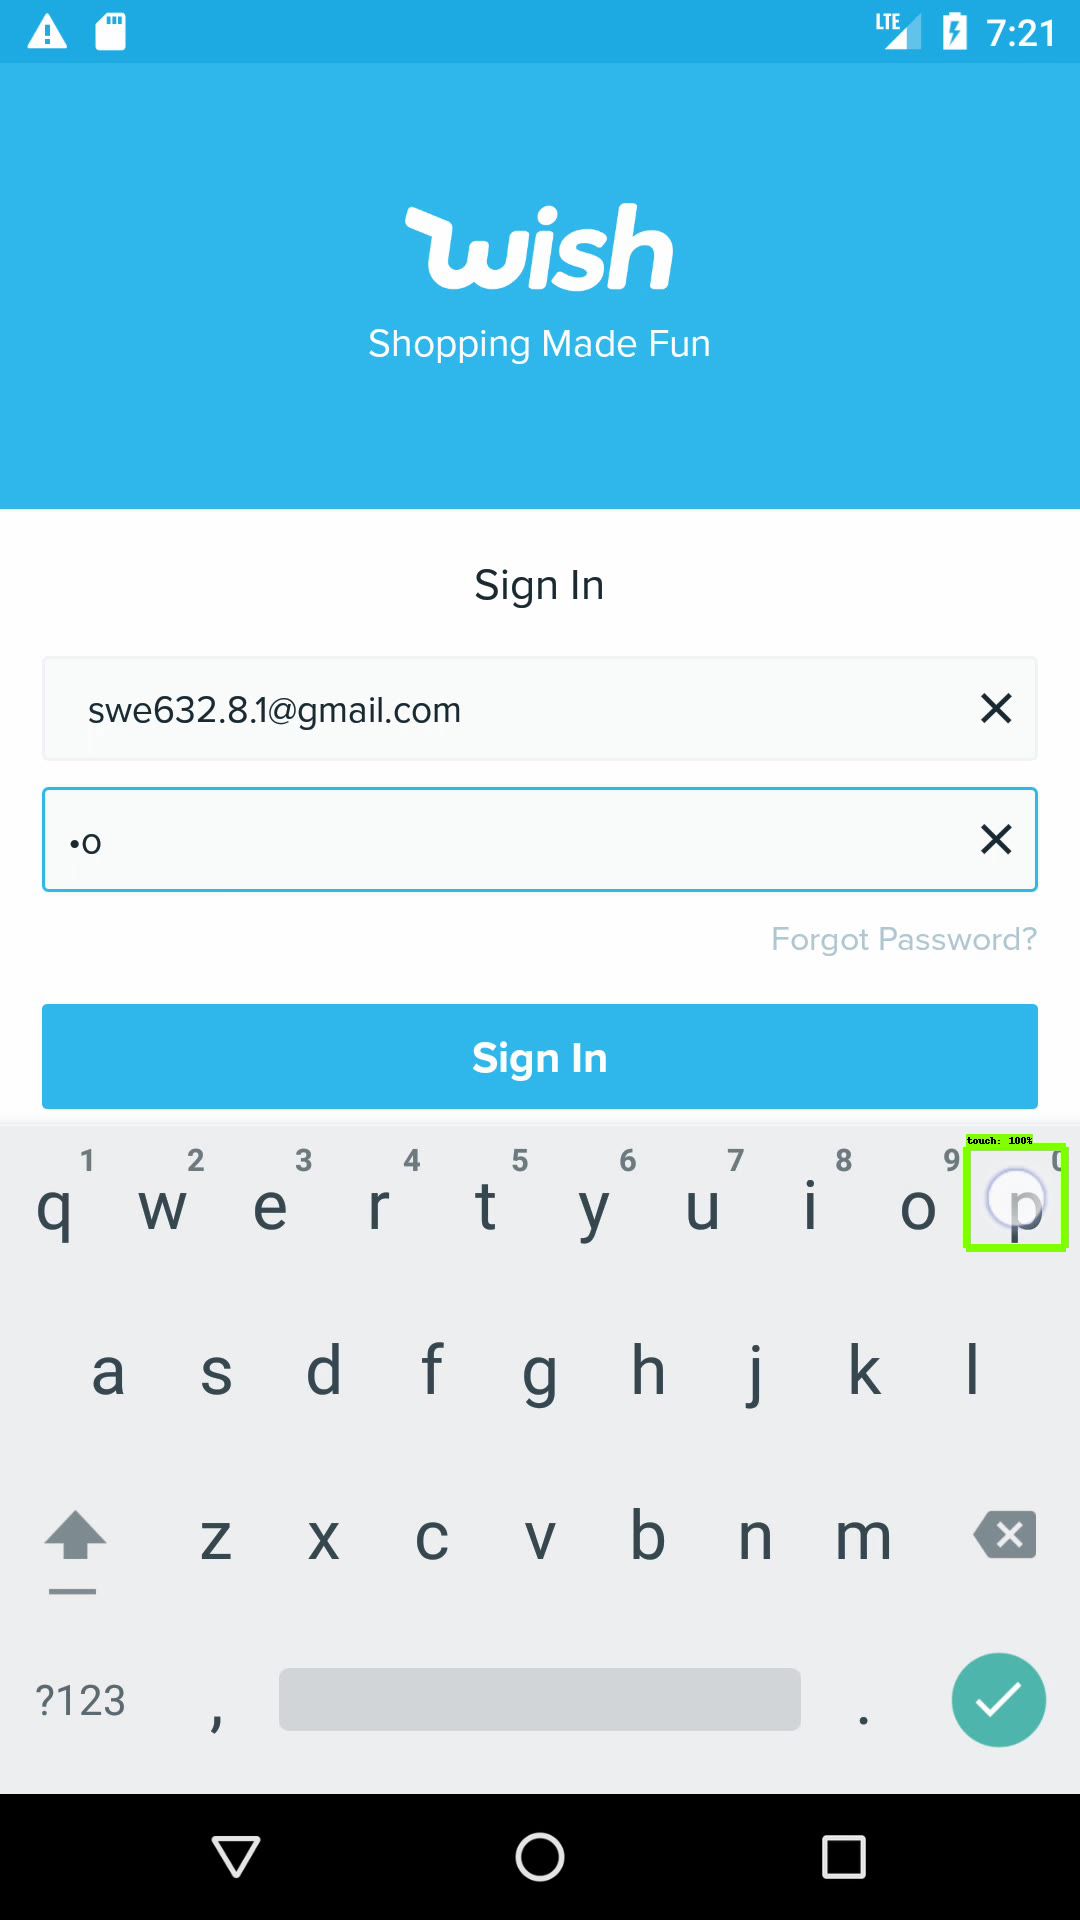 LTE 7:21
wish
Shopping Made Fun
Sign In
swe632.8.1@gmail.com
•o
Forgot Password?
Sign In
touch: 100%
1 2 3 4 5 6 7 8 9 0
q w e r t y u i o p
a s d f g h j k l
z x c v b n m
?123 , .